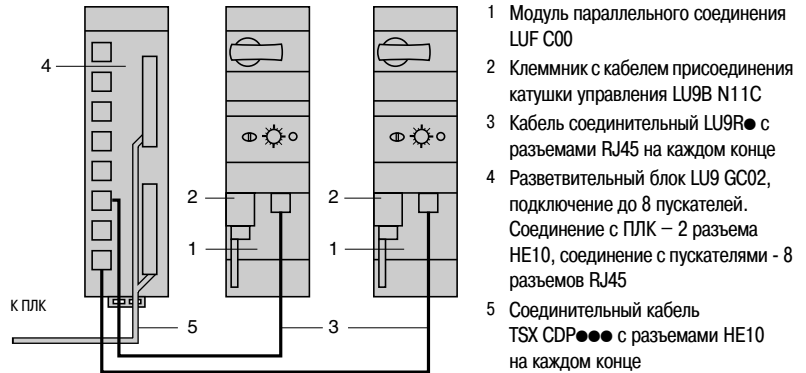 4
2
1
2
1
К ПЛК
5
3
1 Модуль параллельного соединения
LUF C00
2 Клеммник с кабелем присоединения
катушки управления LU9B N11C
3 Кабель соединительный LU9R● с
разъемами RJ45 на каждом конце
4 Разветвительный блок LU9 GC02,
подключение до 8 пускателей.
Соединение с ПЛК – 2 разъема
HE10, соединение с пускателями - 8
разъемов RJ45
5 Соединительный кабель
TSX CDP●●● с разъемами HE10
на каждом конце